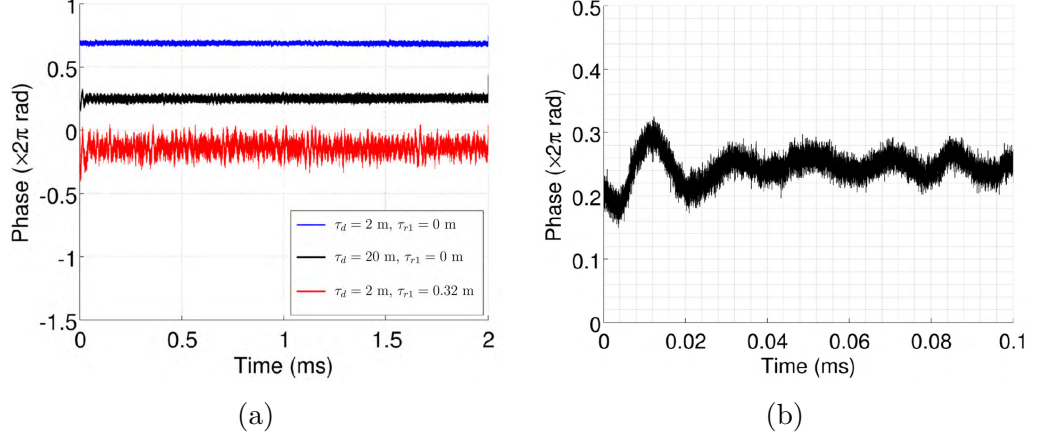 1
0.5
0
-0.5
-1
-1.5
Phase (×2π rad)
0 0.5 1 1.5 2
Time (ms)
τd = 2 m, τr1 = 0 m
τd = 20 m, τr1 = 0 m
τd = 2 m, τr1 = 0.32 m
(a)
0.5
0.4
0.3
0.2
0.1
0
Phase (×2π rad)
0 0.02 0.04 0.06 0.08 0.1
Time (ms)
(b)